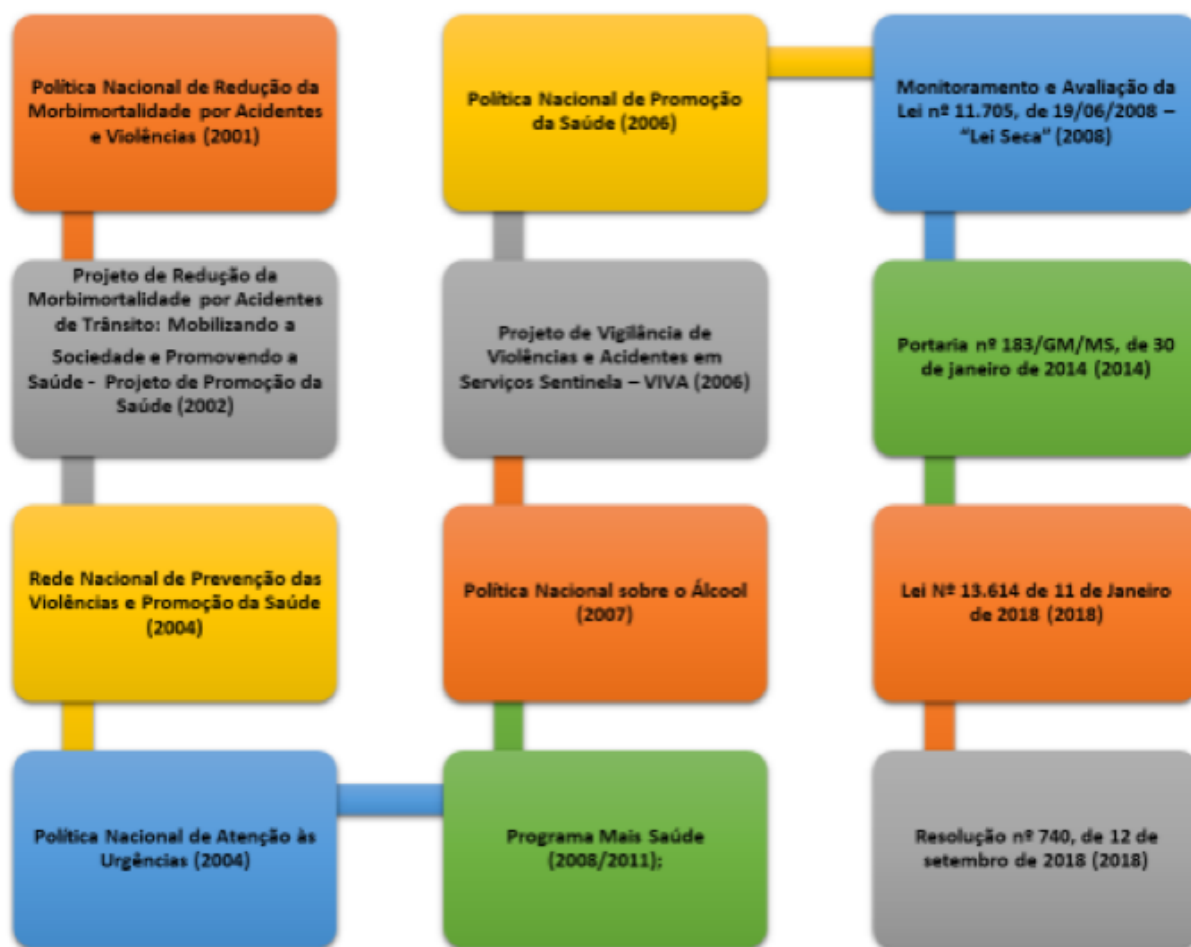 Política Nacional de Redução da
Morbimortalidade por Acidentes
e Violências (2001)
Projeto de Redução da
Morbimortalidade por Acidentes
de Trânsito: Mobilizando a
Sociedade e Promovendo a
Saúde - Projeto de Promoção da
Saúde (2002)
Rede Nacional de Prevenção das
Violências e Promoção da Saúde
(2004)
Política Nacional de Atenção às
Urgências (2004)
Programa Mais Saúde
(2008/2011);
Política Nacional sobre o Álcool
(2007)
Projeto de Vigilância de
Violências e Acidentes em
Serviços Sentinela – VIVA (2006)
Política Nacional de Promoção
da Saúde (2006)
Monitoramento e Avaliação da
Lei nº 11.705, de 19/06/2008 –
“Lei Seca” (2008)
Portaria nº 183/GM/MS, de 30
de janeiro de 2014 (2014)
Lei Nº 13.614 de 11 de Janeiro
de 2018 (2018)
Resolução nº 740, de 12 de
setembro de 2018 (2018)